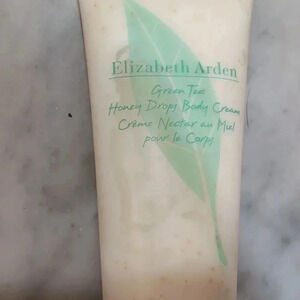 Elizabeth Arden
Green Tea
Honey Drops Body Cream
Crème Nectar au Miel
pour le Corps